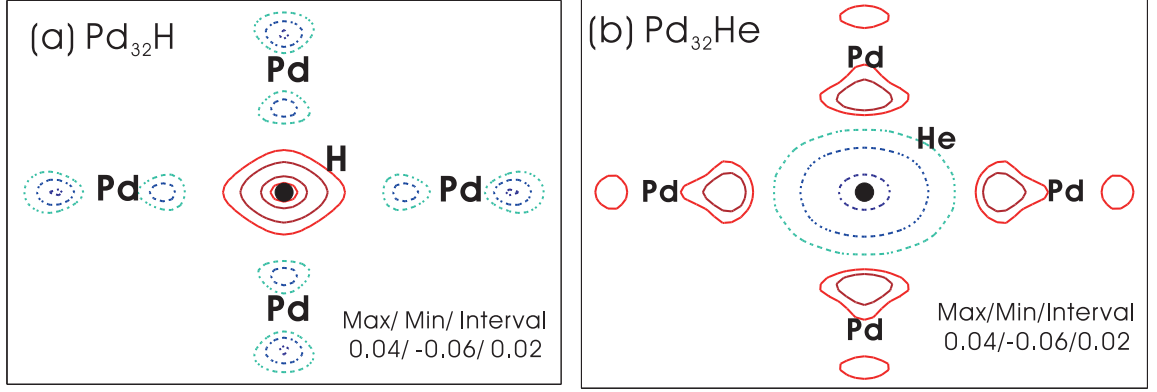 (a) Pd₃₂H
Pd
H
Pd Pd
Pd
Max/ Min/ Interval
0.04/ -0.06/ 0.02
(b) Pd₃₂He
Pd
He
Pd Pd
Pd
Max/Min/Interval
0.04/-0.06/0.02